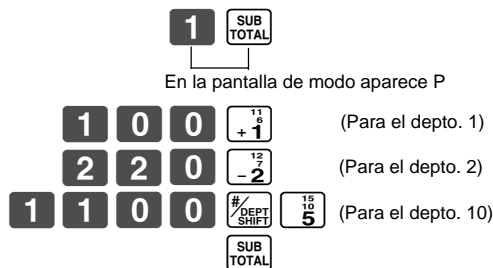 1 SUB TOTAL
En la pantalla de modo aparece P
1 0 0 11 6 + 1 (Para el depto. 1)
2 2 0 12 7 - 2 (Para el depto. 2)
1 1 0 0 #/DEPT SHIFT 15 10 5 (Para el depto. 10)
SUB TOTAL